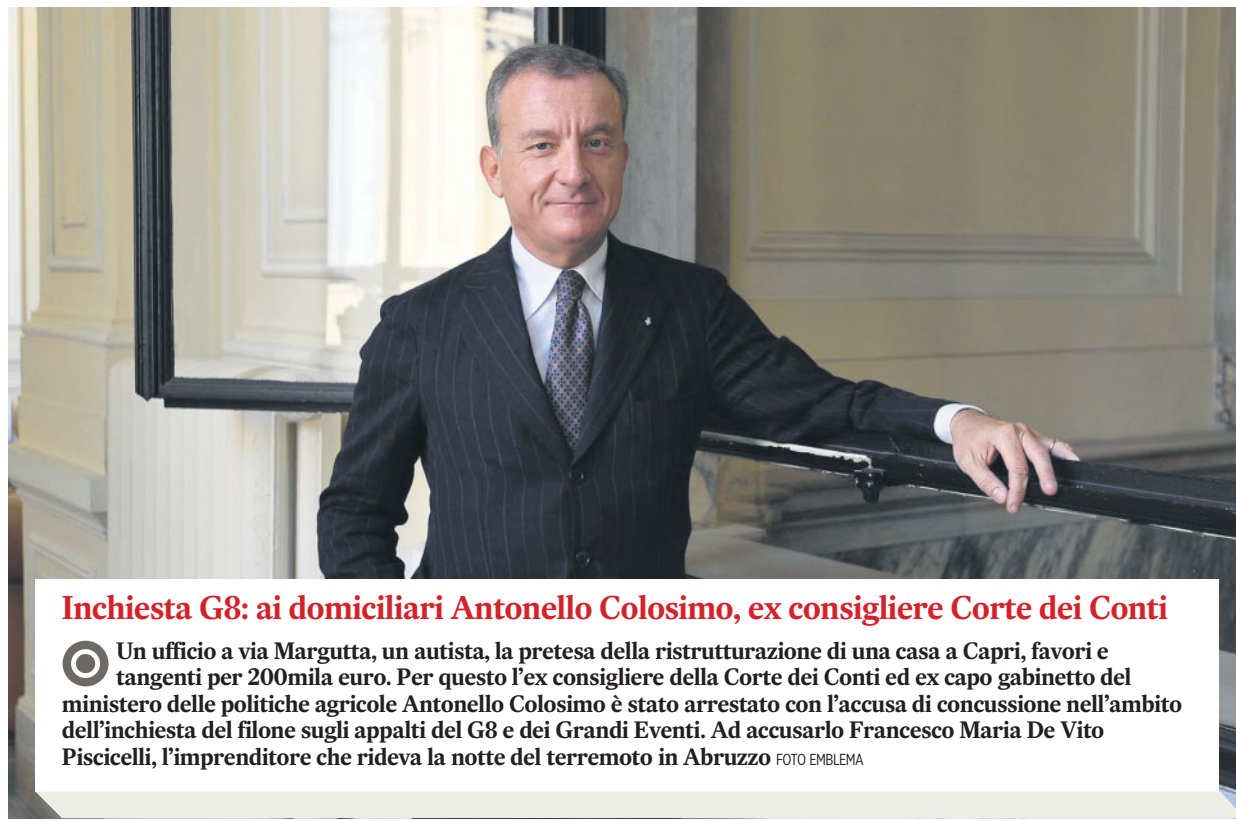 Inchiesta G8: ai domiciliari Antonello Colosimo, ex consigliere Corte dei Conti
Un ufficio a via Margutta, un autista, la pretesa della ristrutturazione di una casa a Capri, favori e
tangenti per 200mila euro. Per questo l’ex consigliere della Corte dei Conti ed ex capo gabinetto del
ministero delle politiche agricole Antonello Colosimo è stato arrestato con l’accusa di concussione nell’ambito
dell’inchiesta del filone sugli appalti del G8 e dei Grandi Eventi. Ad accusarlo Francesco Maria De Vito
Piscicelli, l’imprenditore che rideva la notte del terremoto in Abruzzo FOTO EMBLEMA